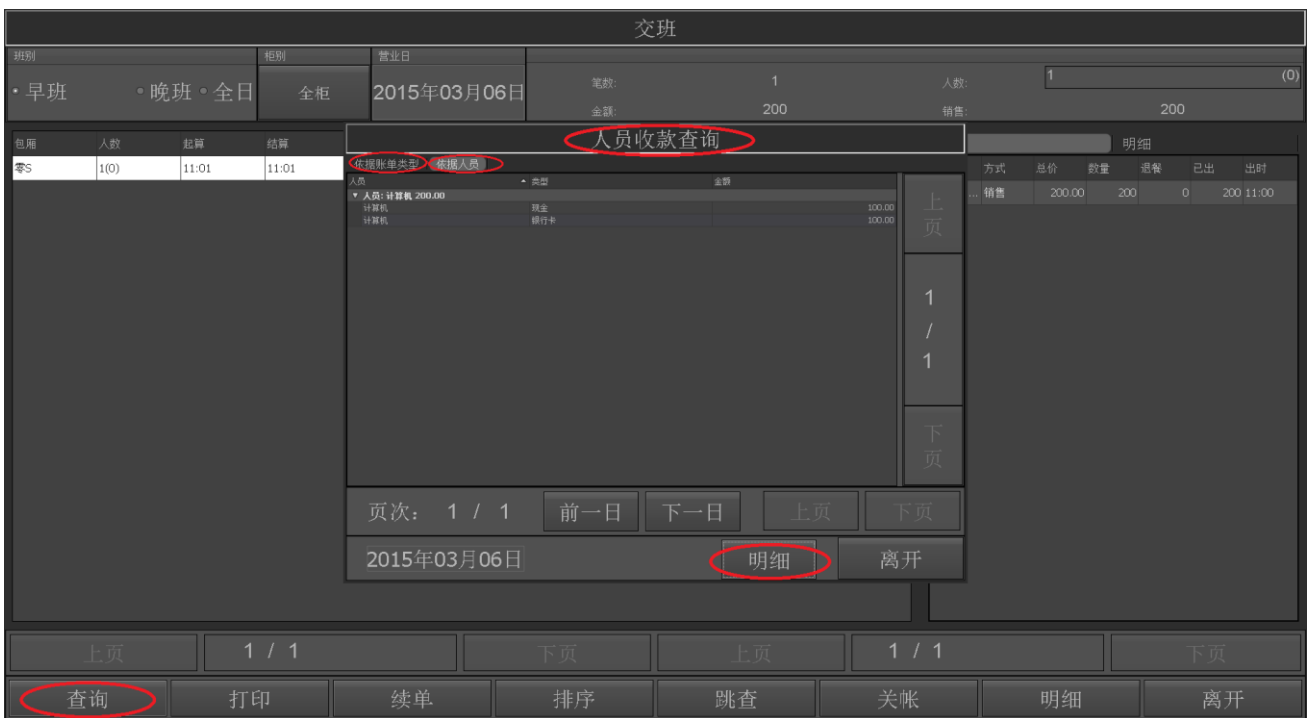 交班
班别 柜别 营业日
早班 晚班 全日 全柜 2015年03月06日
笔数: 1 人数: 1 (0)
金额: 200 销售: 200
包厢 人数 起算 结算
零S 1(0) 11:01 11:01
人员收款查询
依据账单类型 依据人员
人员 类型 金额
人员: 计算机 200.00
计算机 现金 100.00
计算机 银行卡 100.00
上页
1 / 1
下页
页次: 1 / 1 前一日 下一日 上页 下页
2015年03月06日 明细 离开
明细
方式 总价 数量 退餐 已出 出时
... 销售 200.00 200 0 200 11:00
上页 1 / 1 下页 上页 1 / 1 下页
查询 打印 续单 排序 跳查 关帐 明细 离开